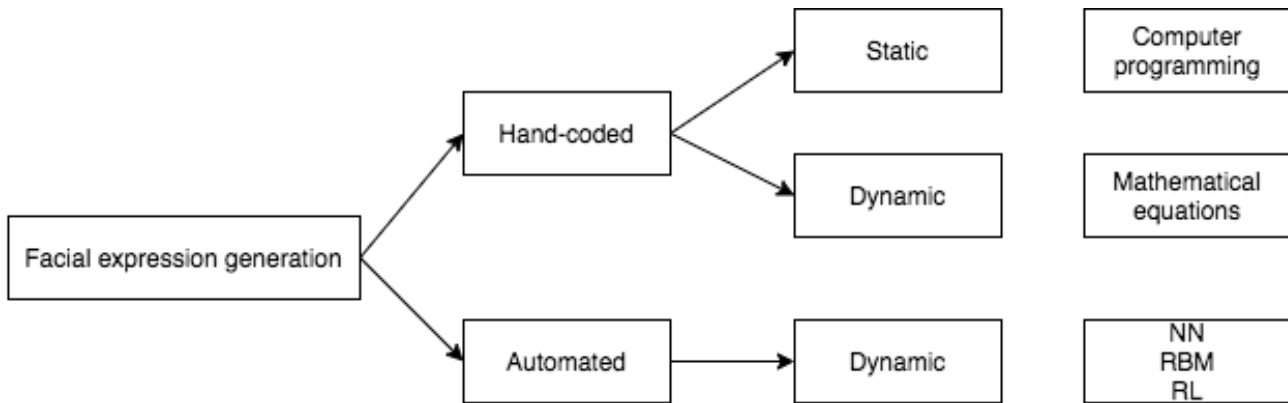 Static
Computer
programming
Hand-coded
Dynamic
Mathematical
equations
Facial expression generation
Automated
Dynamic
NN
RBM
RL